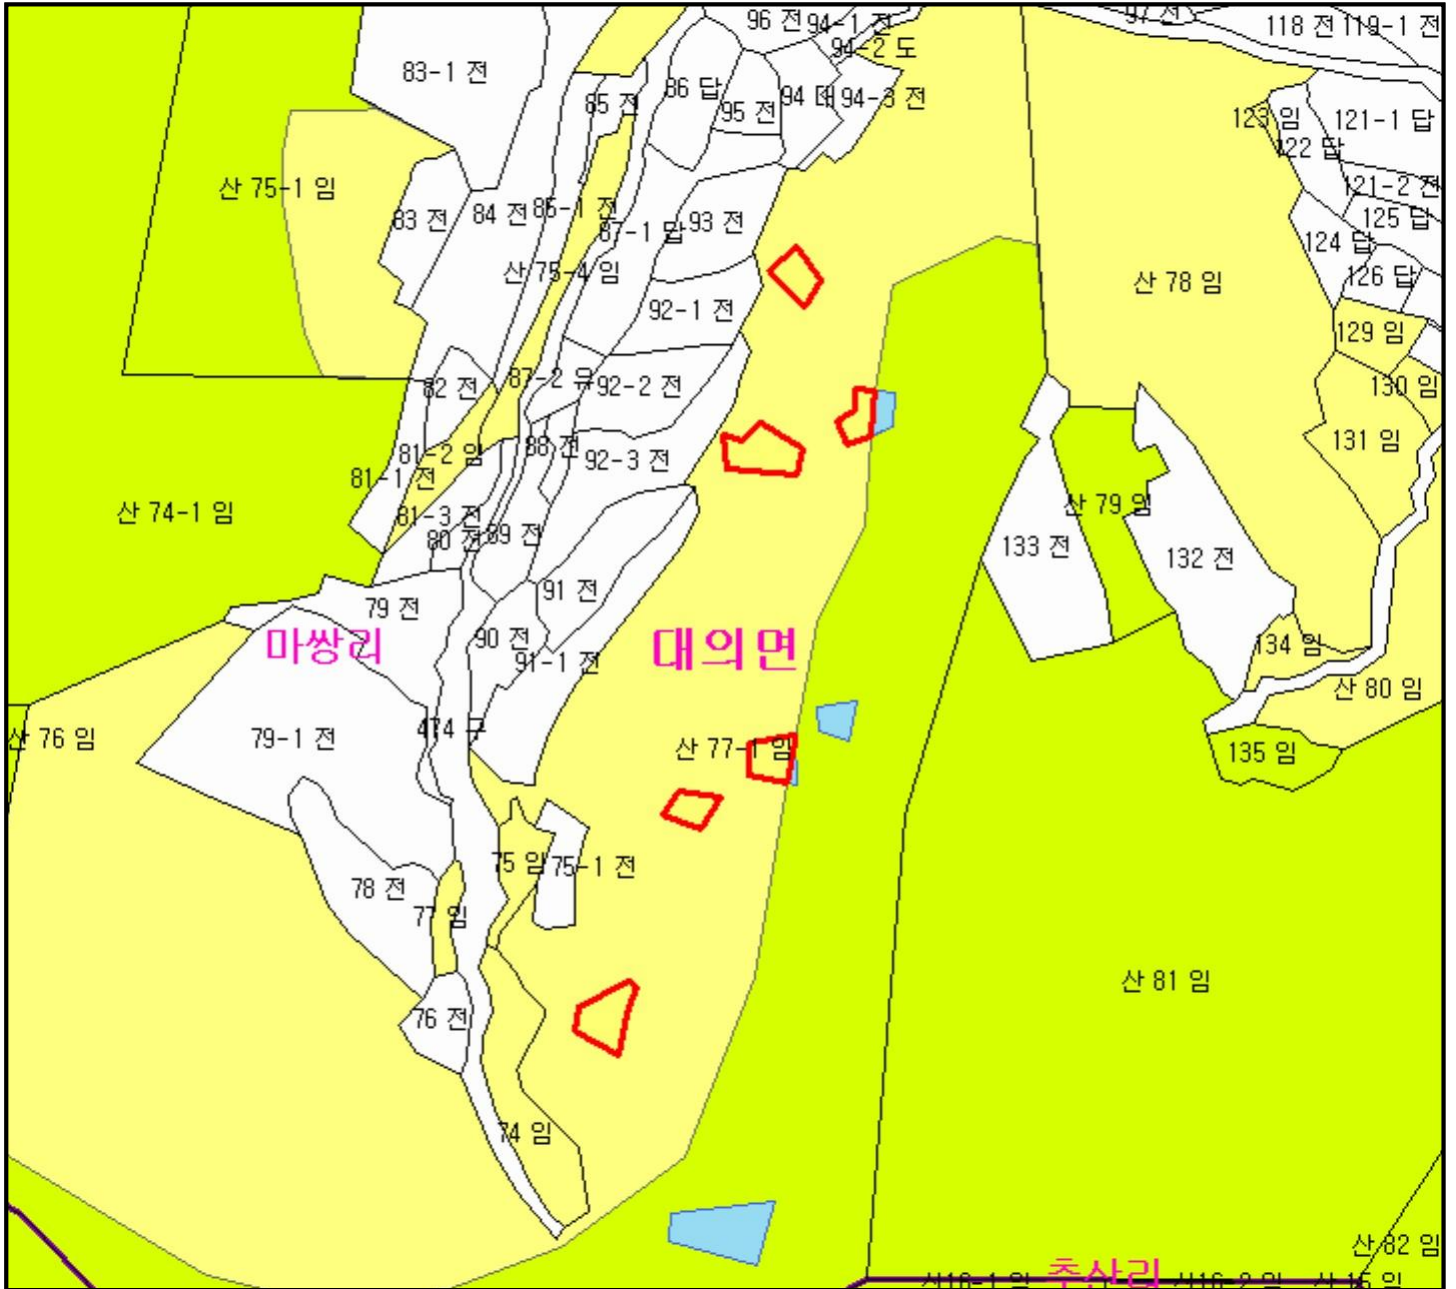 96 전
94-1 전
97 전
118 전
119-1 전
94-2 도
83-1 전
86 답
95 전
94 대
94-3 전
85 전
123 임
121-1 답
122 답
산 75-1 임
121-2 전
83 전
84 전
85-1 전
87-1 답
93 전
125 답
124 답
산 75-4 임
126 답
산 78 임
92-1 전
129 임
82 전
87-2 유
92-2 전
130 임
81-2 임
88 전
92-3 전
131 임
81-1 전
산 74-1 임
81-3 전
산 79 임
80 전
89 전
133 전
132 전
91 전
79 전
90 전
마쌍리
대의면
134 임
91-1 전
산 80 임
산 76 임
79-1 전
474 구
산 77-1 임
135 임
75 임
75-1 전
78 전
77 임
산 81 임
76 전
74 임
산 82 임
추산리